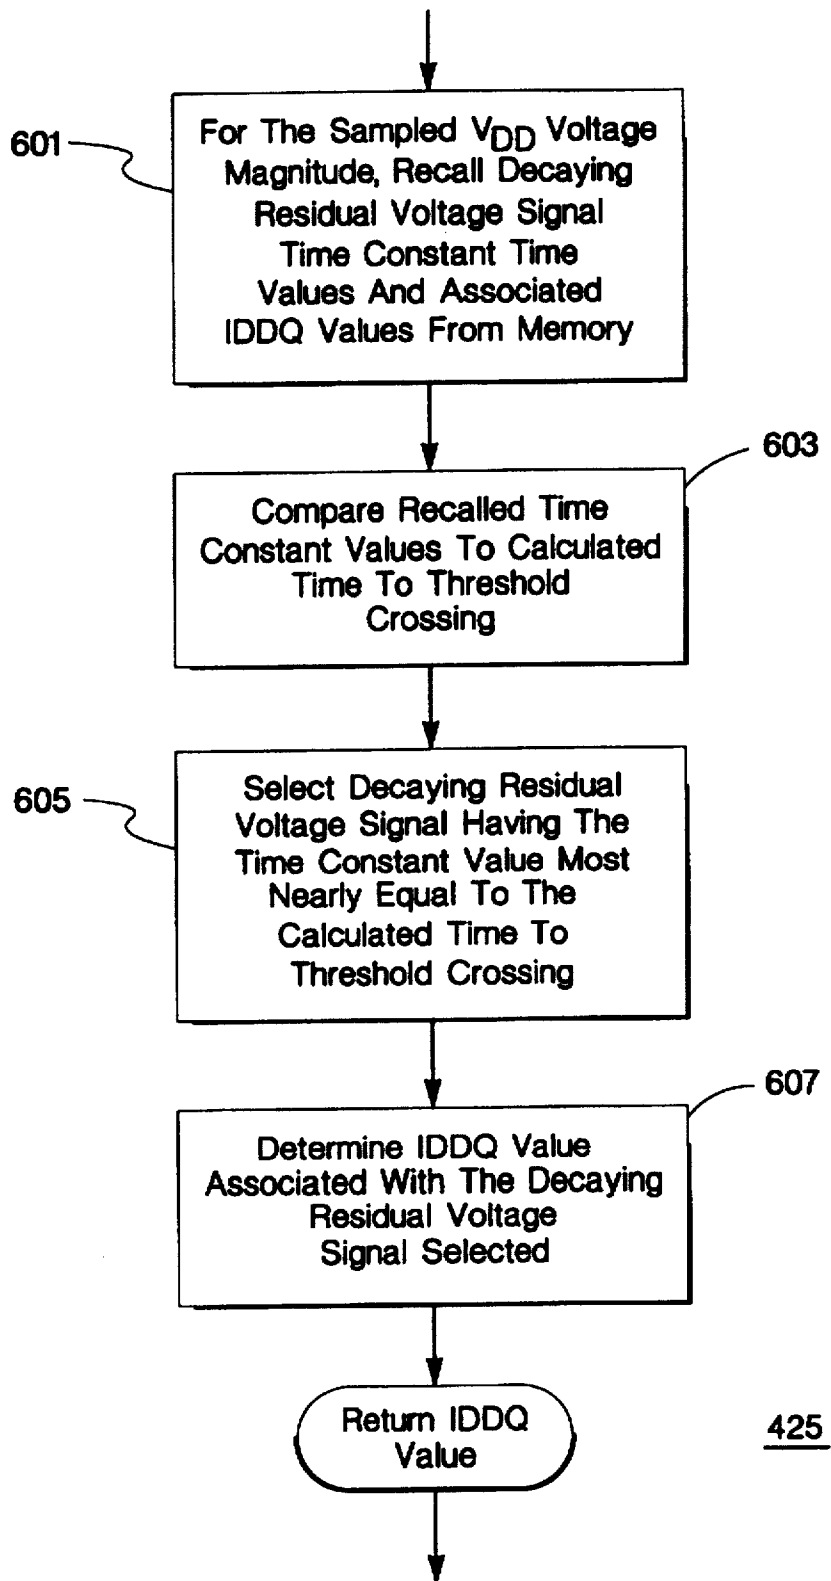 601
For The Sampled VDD Voltage
Magnitude, Recall Decaying
Residual Voltage Signal
Time Constant Time
Values And Associated
IDDQ Values From Memory
603
Compare Recalled Time
Constant Values To Calculated
Time To Threshold
Crossing
605
Select Decaying Residual
Voltage Signal Having The
Time Constant Value Most
Nearly Equal To The
Calculated Time To
Threshold Crossing
607
Determine IDDQ Value
Associated With The Decaying
Residual Voltage
Signal Selected
Return IDDQ
Value
425